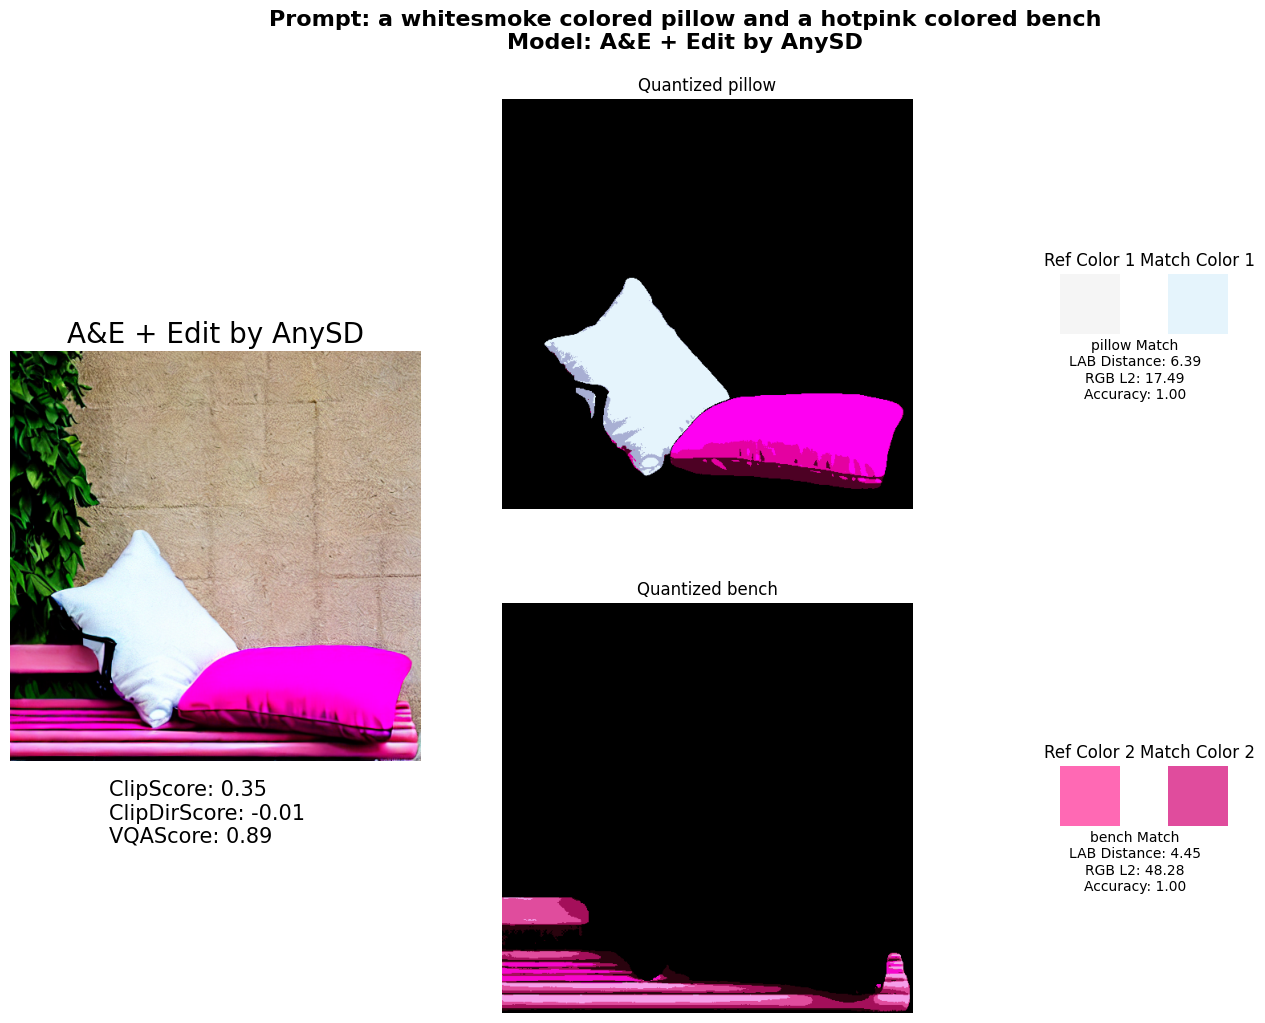 Prompt: a whitesmoke colored pillow and a hotpink colored bench
Model: A&E + Edit by AnySD
Quantized pillow
A&E + Edit by AnySD
ClipScore: 0.35
ClipDirScore: -0.01
VQAScore: 0.89
Ref Color 1 Match Color 1
pillow Match
LAB Distance: 6.39
RGB L2: 17.49
Accuracy: 1.00
Quantized bench
Ref Color 2 Match Color 2
bench Match
LAB Distance: 4.45
RGB L2: 48.28
Accuracy: 1.00